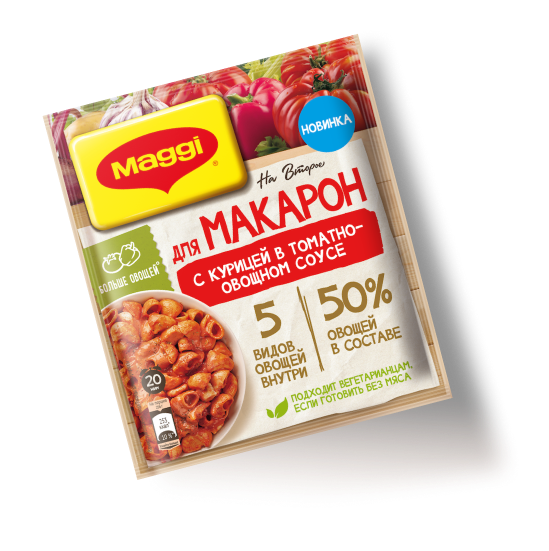 НОВИНКА
Maggi
На Второе
ДЛЯ МАКАРОН
С КУРИЦЕЙ В ТОМАТНО-
ОВОЩНОМ СОУСЕ
БОЛЬШЕ ОВОЩЕЙ*
5
ВИДОВ
ОВОЩЕЙ
ВНУТРИ
50%
ОВОЩЕЙ
В СОСТАВЕ
ПОДХОДИТ ВЕГЕТАРИАНЦАМ,
ЕСЛИ ГОТОВИТЬ БЕЗ МЯСА
20